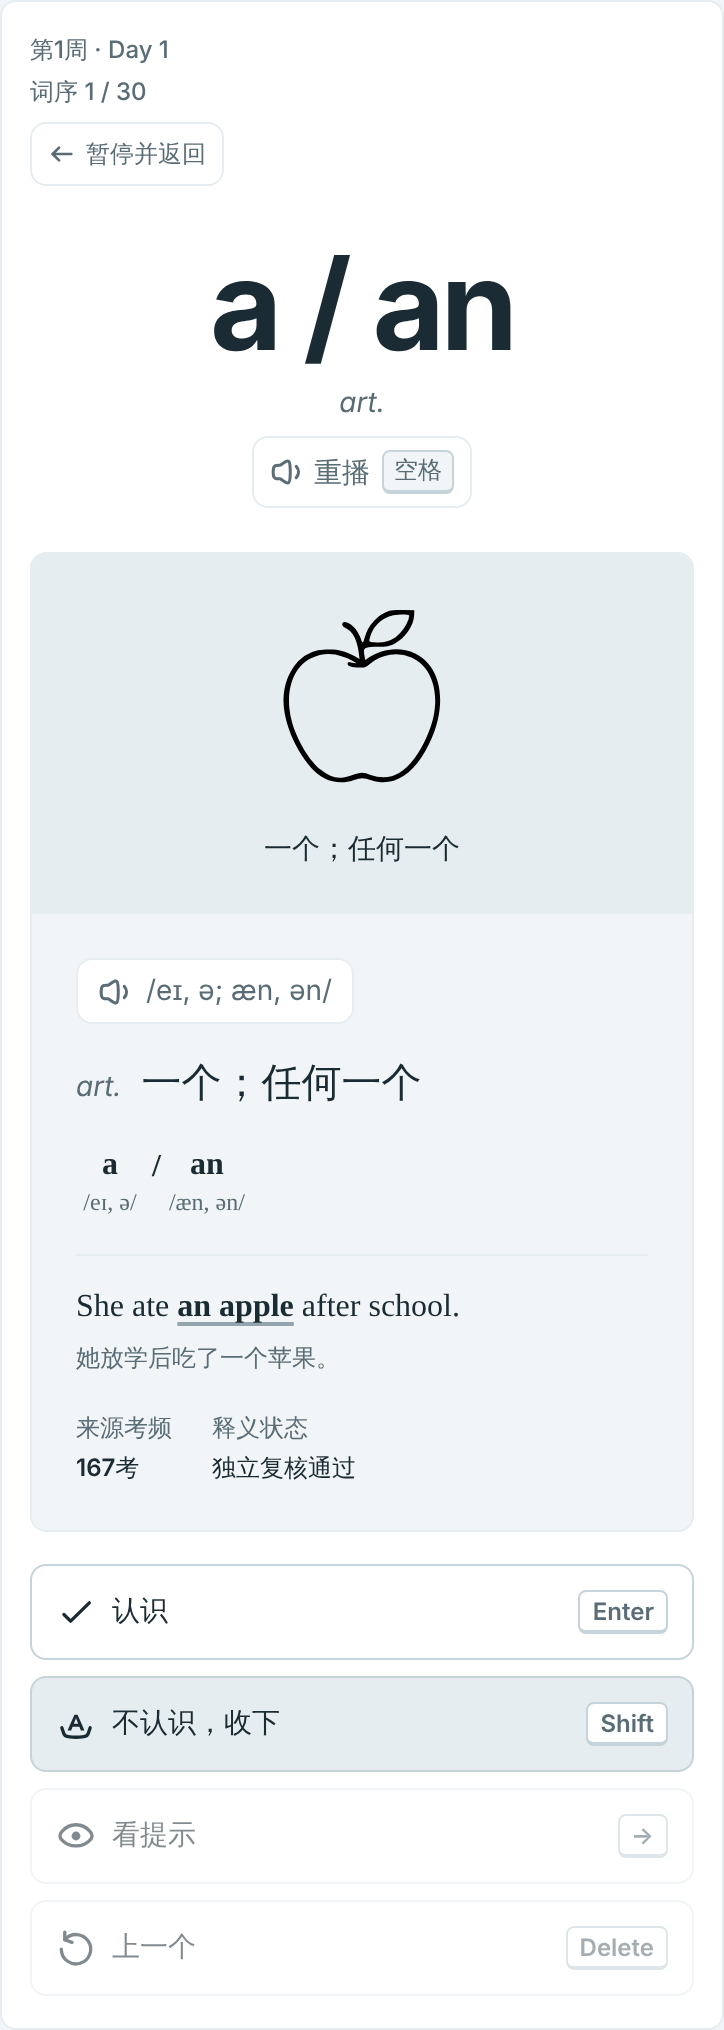 第1周 · Day 1
词序 1 / 30
← 暂停并返回
a / an
art.
重播 空格
一个；任何一个
/eɪ, ə; æn, ən/
art. 一个；任何一个
a / an
/eɪ, ə/ /æn, ən/
She ate an apple after school.
她放学后吃了一个苹果。
来源考频 释义状态
167考 独立复核通过
认识 Enter
不认识，收下 Shift
看提示 →
上一个 Delete